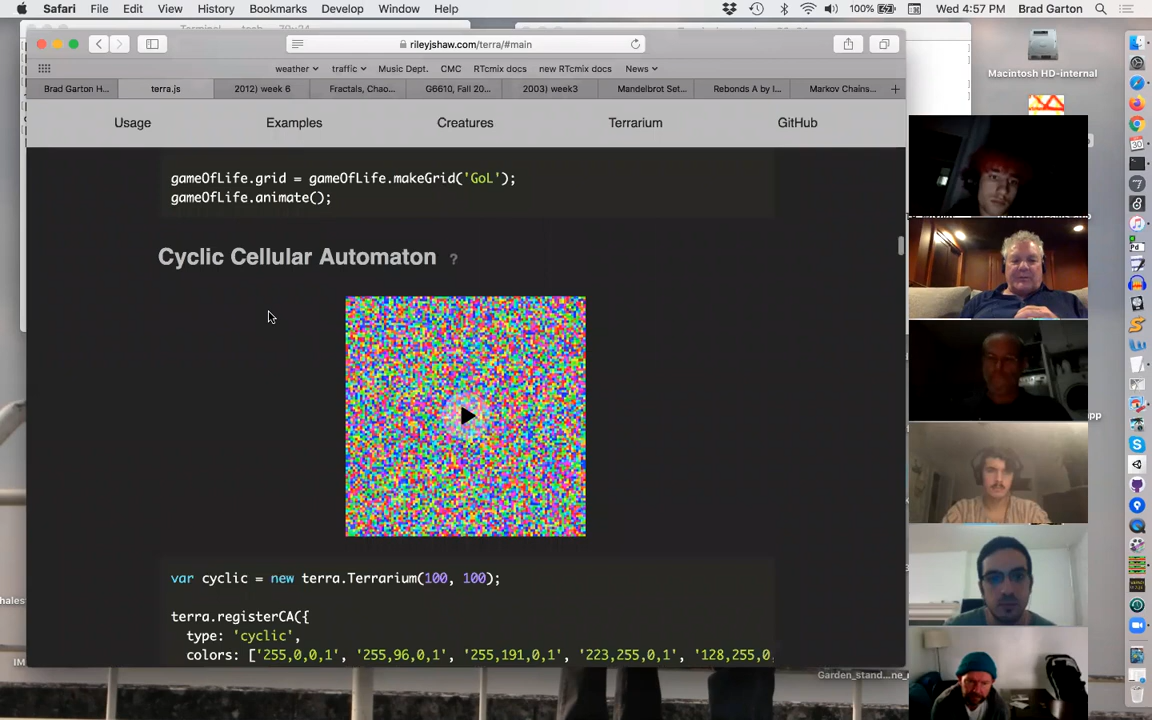 Safari File Edit View History Bookmarks Develop Window Help 100% Wed 4:57 PM Brad Garton
rileyjshaw.com/terra/#main
weather traffic Music Dept. CMC RTcmix docs new RTcmix docs News
Brad Garton H... terra.js 2012) week 6 Fractals, Chao... G6610, Fall 20... 2003) week3 Mandelbrot Set... Rebonds A by I... Markov Chains... +
Macintosh HD-internal
Usage Examples Creatures Terrarium GitHub
gameOfLife.grid = gameOfLife.makeGrid('GoL');
gameOfLife.animate();
Cyclic Cellular Automaton ?
var cyclic = new terra.Terrarium(100, 100);
terra.registerCA({
type: 'cyclic',
colors: ['255,0,0,1', '255,96,0,1', '255,191,0,1', '223,255,0,1', '128,255,0,
Garden_stand...ne_